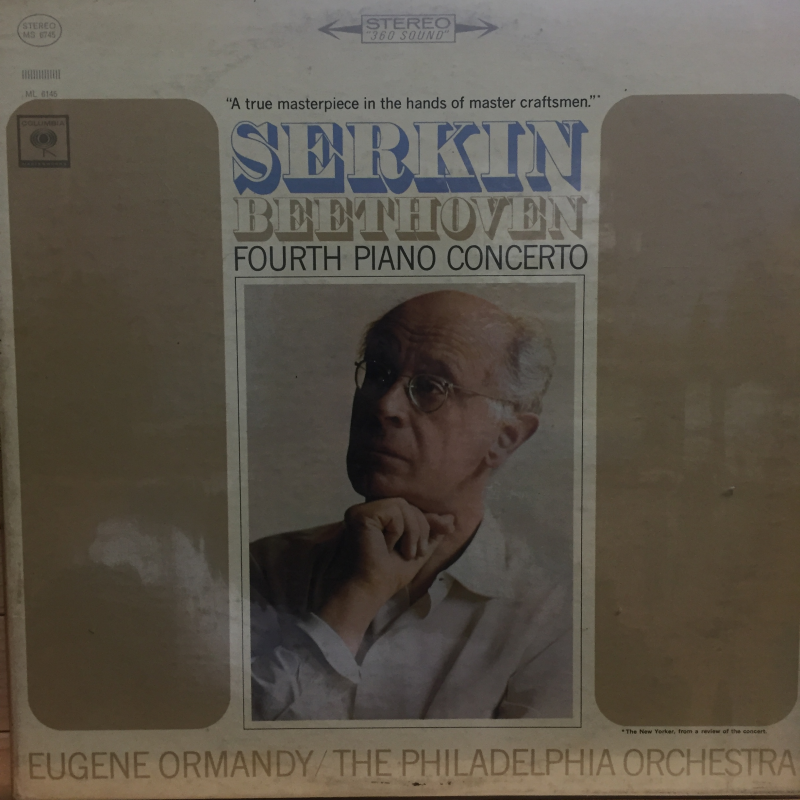 STEREO
MS 6745
STEREO
"360 SOUND"
ML 6145
COLUMBIA
"A true masterpiece in the hands of master craftsmen."*
SERKIN
BEETHOVEN
FOURTH PIANO CONCERTO
*The New Yorker, from a review of the concert.
EUGENE ORMANDY/THE PHILADELPHIA ORCHESTRA